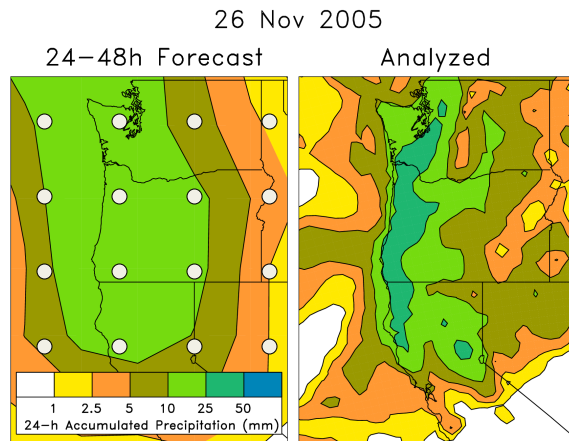 26 Nov 2005
24-48h Forecast
Analyzed
1 2.5 5 10 25 50
24-h Accumulated Precipitation (mm)